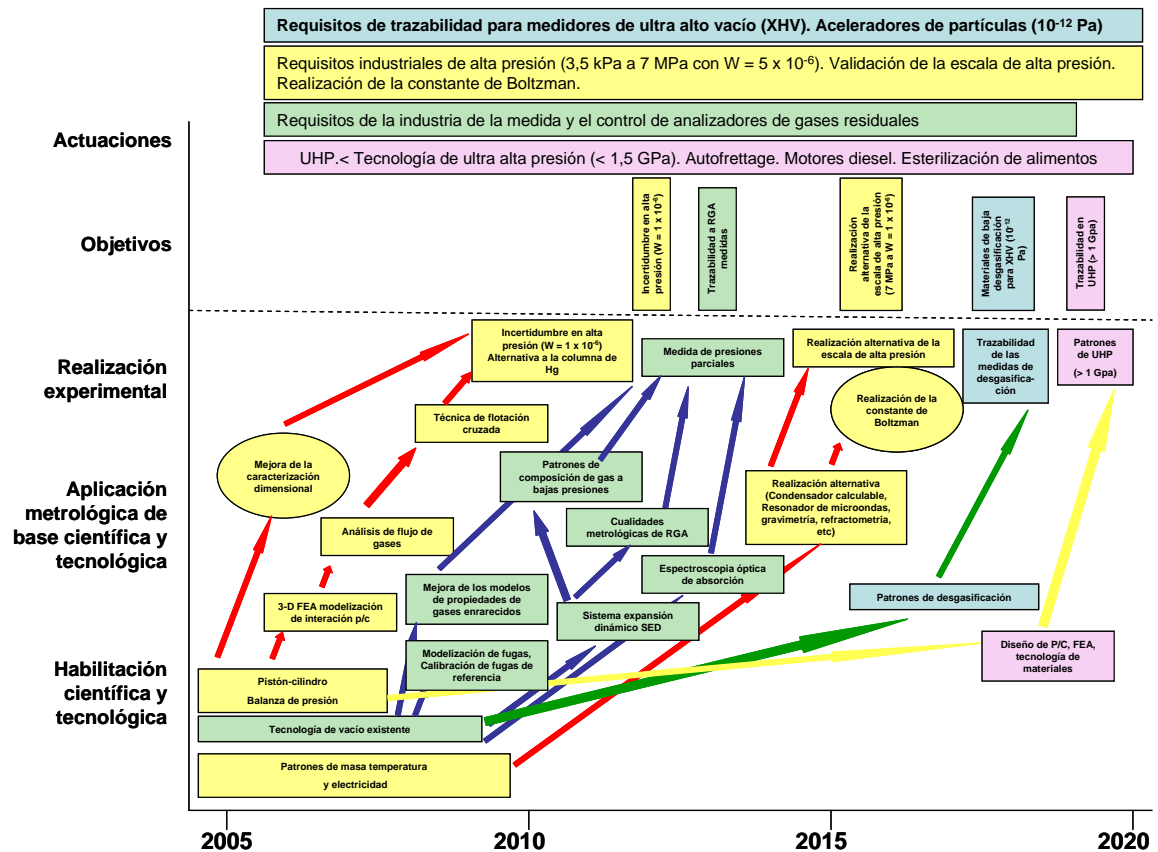 Requisitos de trazabilidad para medidores de ultra alto vacío (XHV). Aceleradores de partículas (10-12 Pa)
Requisitos industriales de alta presión (3,5 kPa a 7 MPa con W = 5 x 10-6). Validación de la escala de alta presión.
Realización de la constante de Boltzman.
Requisitos de la industria de la medida y el control de analizadores de gases residuales
UHP.< Tecnología de ultra alta presión (< 1,5 GPa). Autofrettage. Motores diesel. Esterilización de alimentos
Actuaciones
Objetivos
Incertidumbre en alta
presión (W = 1 x 10-6)
Trazabilidad a RGA
medidas
Realización
alternativa de la
escala de alta presión
(7 MPa a W = 1 x 10-6)
Materiales de baja
desgasificación
para XHV (10-12
Pa)
Trazabilidad en
UHP (> 1 Gpa)
Realización
experimental
Incertidumbre en alta
presión (W = 1 x 10-6)
Alternativa a la columna de
Hg
Medida de presiones
parciales
Realización alternativa de la
escala de alta presión
Trazabilidad
de las
medidas de
desgasifica-
ción
Patrones
de UHP
(> 1 Gpa)
Realización de la
constante de
Boltzman
Técnica de flotación
cruzada
Aplicación
metrológica de
base científica y
tecnológica
Mejora de la
caracterización
dimensional
Patrones de
composición de gas a
bajas presiones
Realización alternativa
(Condensador calculable,
Resonador de microondas,
gravimetría, refractometria,
etc)
Análisis de flujo de
gases
Cualidades
metrológicas de RGA
Espectroscopia óptica
de absorción
3-D FEA modelización
de interación p/c
Mejora de los modelos
de propiedades de
gases enrarecidos
Sistema expansión
dinámico SED
Patrones de desgasificación
Habilitación
científica y
tecnológica
Modelización de fugas,
Calibración de fugas de
referencia
Diseño de P/C, FEA,
tecnología de
materiales
Pistón-cilindro
Balanza de presión
Tecnología de vacío existente
Patrones de masa temperatura
y electricidad
2005
2010
2015
2020